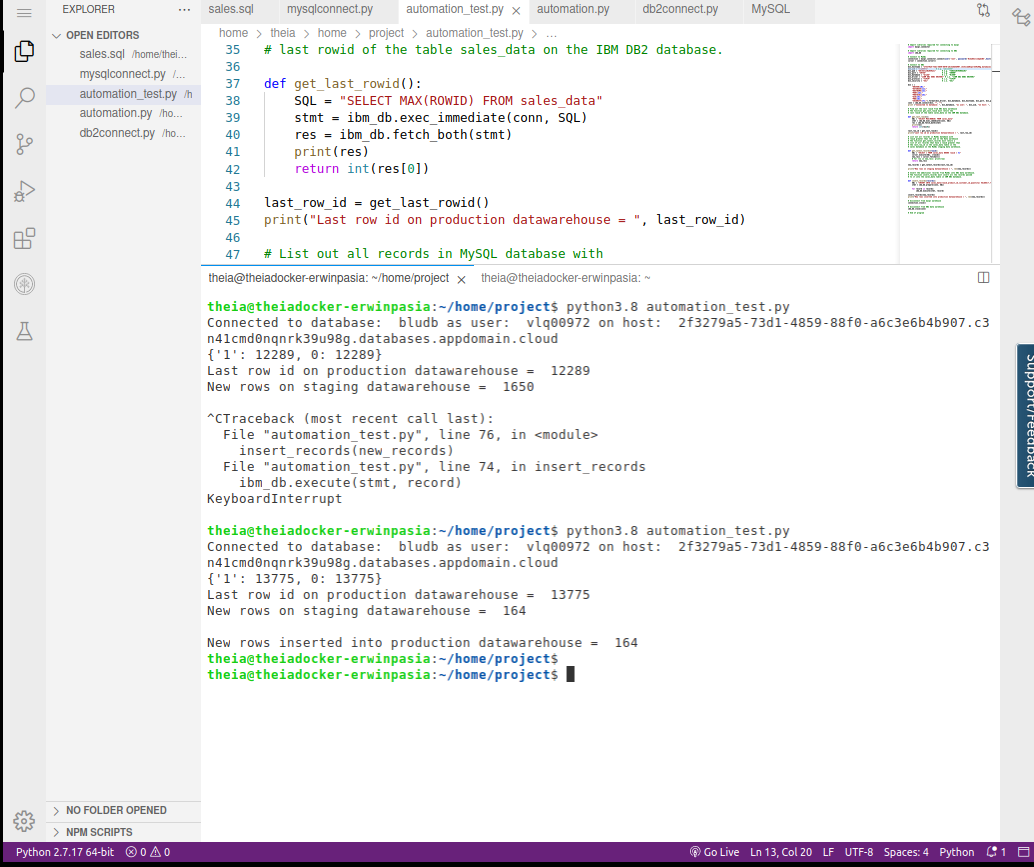 EXPLORER
OPEN EDITORS
sales.sql /home/thei...
mysqlconnect.py /...
automation_test.py /h
automation.py /ho...
db2connect.py /ho...
NO FOLDER OPENED
NPM SCRIPTS
sales.sql mysqlconnect.py automation_test.py automation.py db2connect.py MySQL
home > theia > home > project > automation_test.py > ...
35 # last rowid of the table sales_data on the IBM DB2 database.
36
37 def get_last_rowid():
38 SQL = "SELECT MAX(ROWID) FROM sales_data"
39 stmt = ibm_db.exec_immediate(conn, SQL)
40 res = ibm_db.fetch_both(stmt)
41 print(res)
42 return int(res[0])
43
44 last_row_id = get_last_rowid()
45 print("Last row id on production datawarehouse = ", last_row_id)
46
47 # List out all records in MySQL database with
theia@theiadocker-erwinpasia: ~/home/project theia@theiadocker-erwinpasia: ~
theia@theiadocker-erwinpasia:~/home/project$ python3.8 automation_test.py
Connected to database:  bludb as user:  vlq00972 on host:  2f3279a5-73d1-4859-88f0-a6c3e6b4b907.c3
n41cmd0nqnrk39u98g.databases.appdomain.cloud
{'1': 12289, 0: 12289}
Last row id on production datawarehouse =  12289
New rows on staging datawarehouse =  1650
^CTraceback (most recent call last):
File "automation_test.py", line 76, in <module>
insert_records(new_records)
File "automation_test.py", line 74, in insert_records
ibm_db.execute(stmt, record)
KeyboardInterrupt
theia@theiadocker-erwinpasia:~/home/project$ python3.8 automation_test.py
Connected to database:  bludb as user:  vlq00972 on host:  2f3279a5-73d1-4859-88f0-a6c3e6b4b907.c3
n41cmd0nqnrk39u98g.databases.appdomain.cloud
{'1': 13775, 0: 13775}
Last row id on production datawarehouse =  13775
New rows on staging datawarehouse =  164
New rows inserted into production datawarehouse =  164
theia@theiadocker-erwinpasia:~/home/project$
theia@theiadocker-erwinpasia:~/home/project$
Support/Feedback
Python 2.7.17 64-bit 0 0 Go Live Ln 13, Col 20 LF UTF-8 Spaces: 4 Python 1